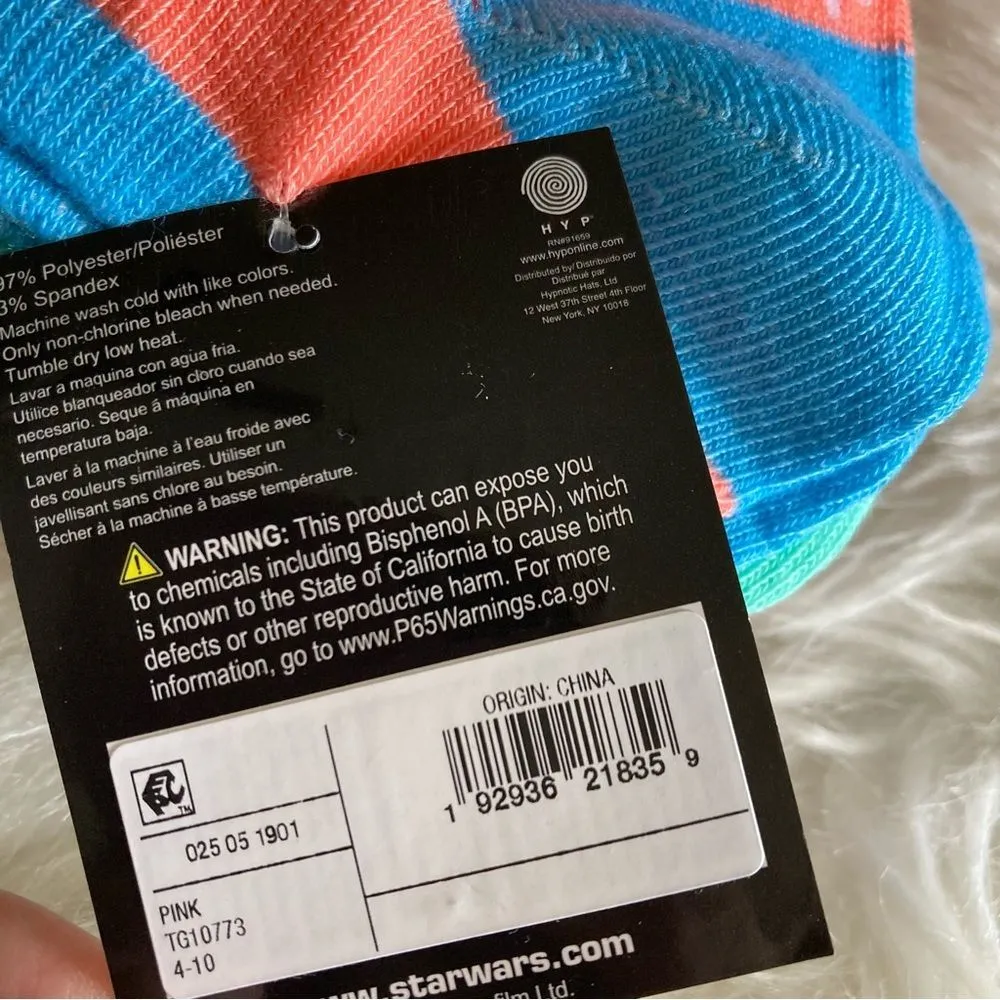 97% Polyester/Poliéster
3% Spandex
Machine wash cold with like colors.
Only non-chlorine bleach when needed.
Tumble dry low heat.
Lavar a maquina con agua fria.
Utilice blanqueador sin cloro cuando sea
necesario. Seque á máquina en
temperatura baja.
Laver à la machine à l'eau froide avec
des couleurs similaires. Utiliser un
javellisant sans chlore au besoin.
Sécher à la machine à basse température.
HYP
RN#91659
www.hyponline.com
Distributed by/Distribuido por
Distribué par
Hypnotic Hats, Ltd
12 West 37th Street 4th Floor
New York, NY 10018
WARNING: This product can expose you
to chemicals including Bisphenol A (BPA), which
is known to the State of California to cause birth
defects or other reproductive harm. For more
information, go to www.P65Warnings.ca.gov.
ORIGIN: CHINA
1 92936 21835 9
TM
025 05 1901
PINK
TG10773
4-10
www.starwars.com
film Ltd.